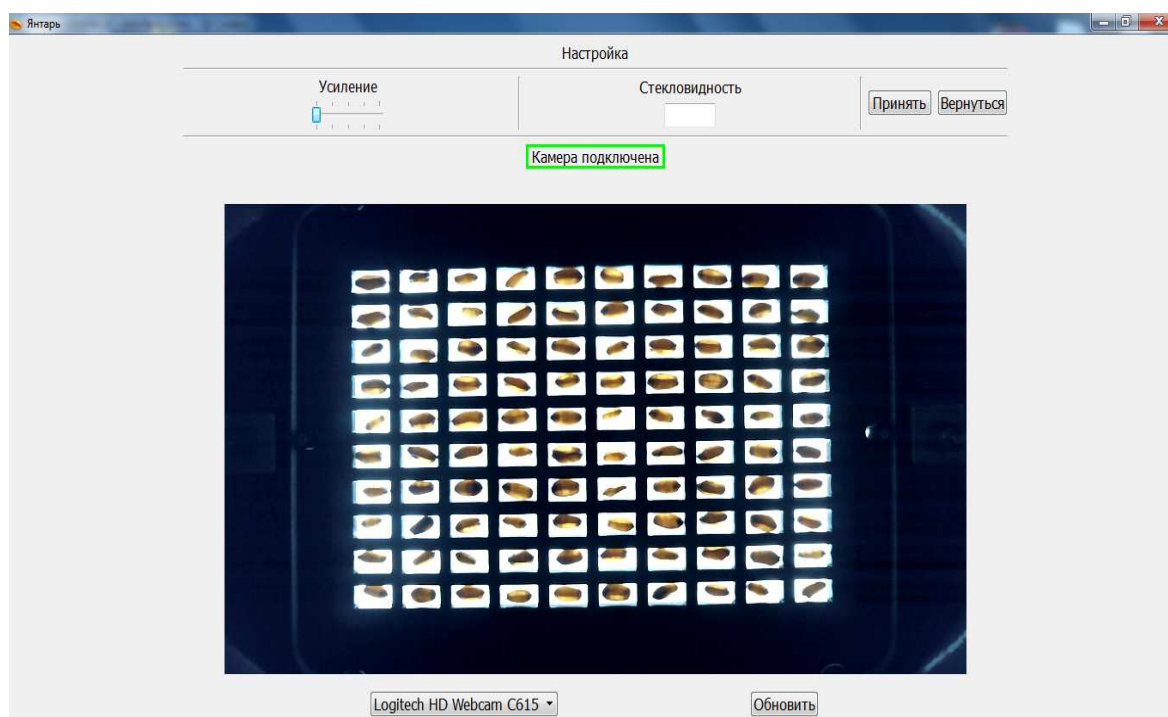 Янтарь
Настройка
Усиление
Стекловидность
Принять
Вернуться
Камера подключена
Logitech HD Webcam C615
Обновить